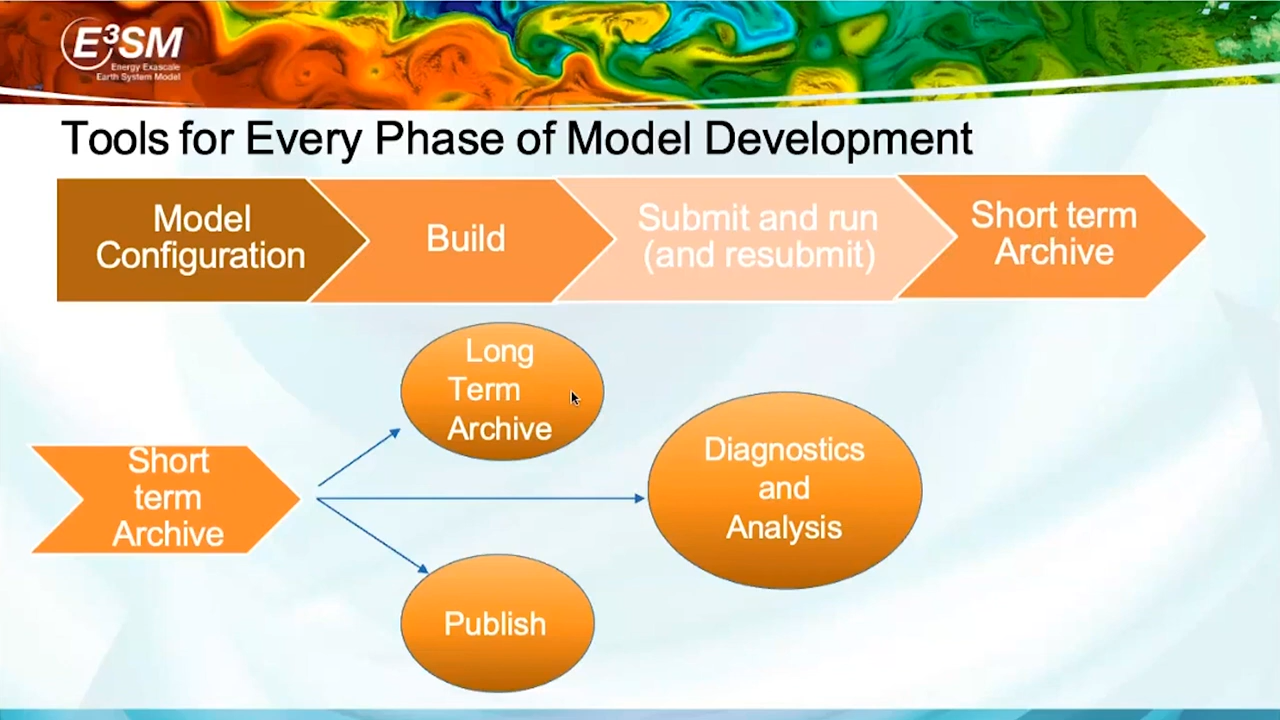 E³SM
Energy Exascale
Earth System Model
Tools for Every Phase of Model Development
Model
Configuration
Build
Submit and run
(and resubmit)
Short term
Archive
Long
Term
Archive
Short
term
Archive
Diagnostics
and
Analysis
Publish